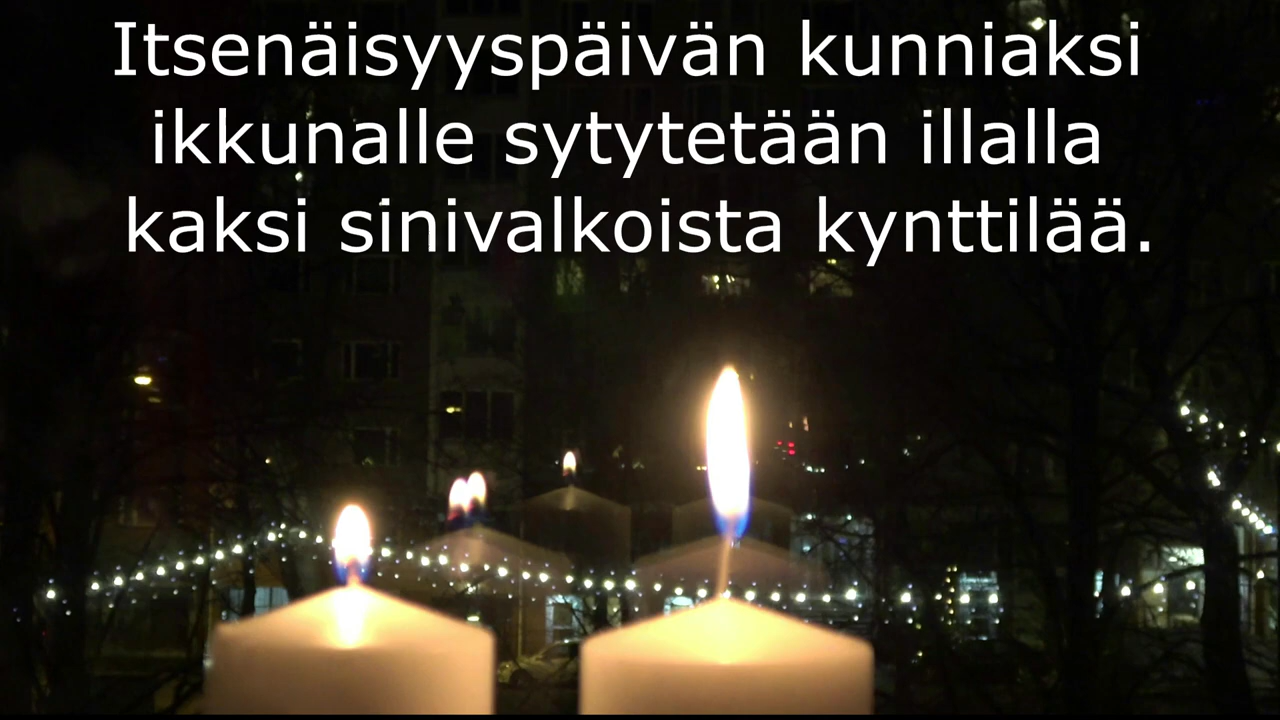 Itsenäisyyspäivän kunniaksi
ikkunalle sytytetään illalla
kaksi sinivalkoista kynttilää.